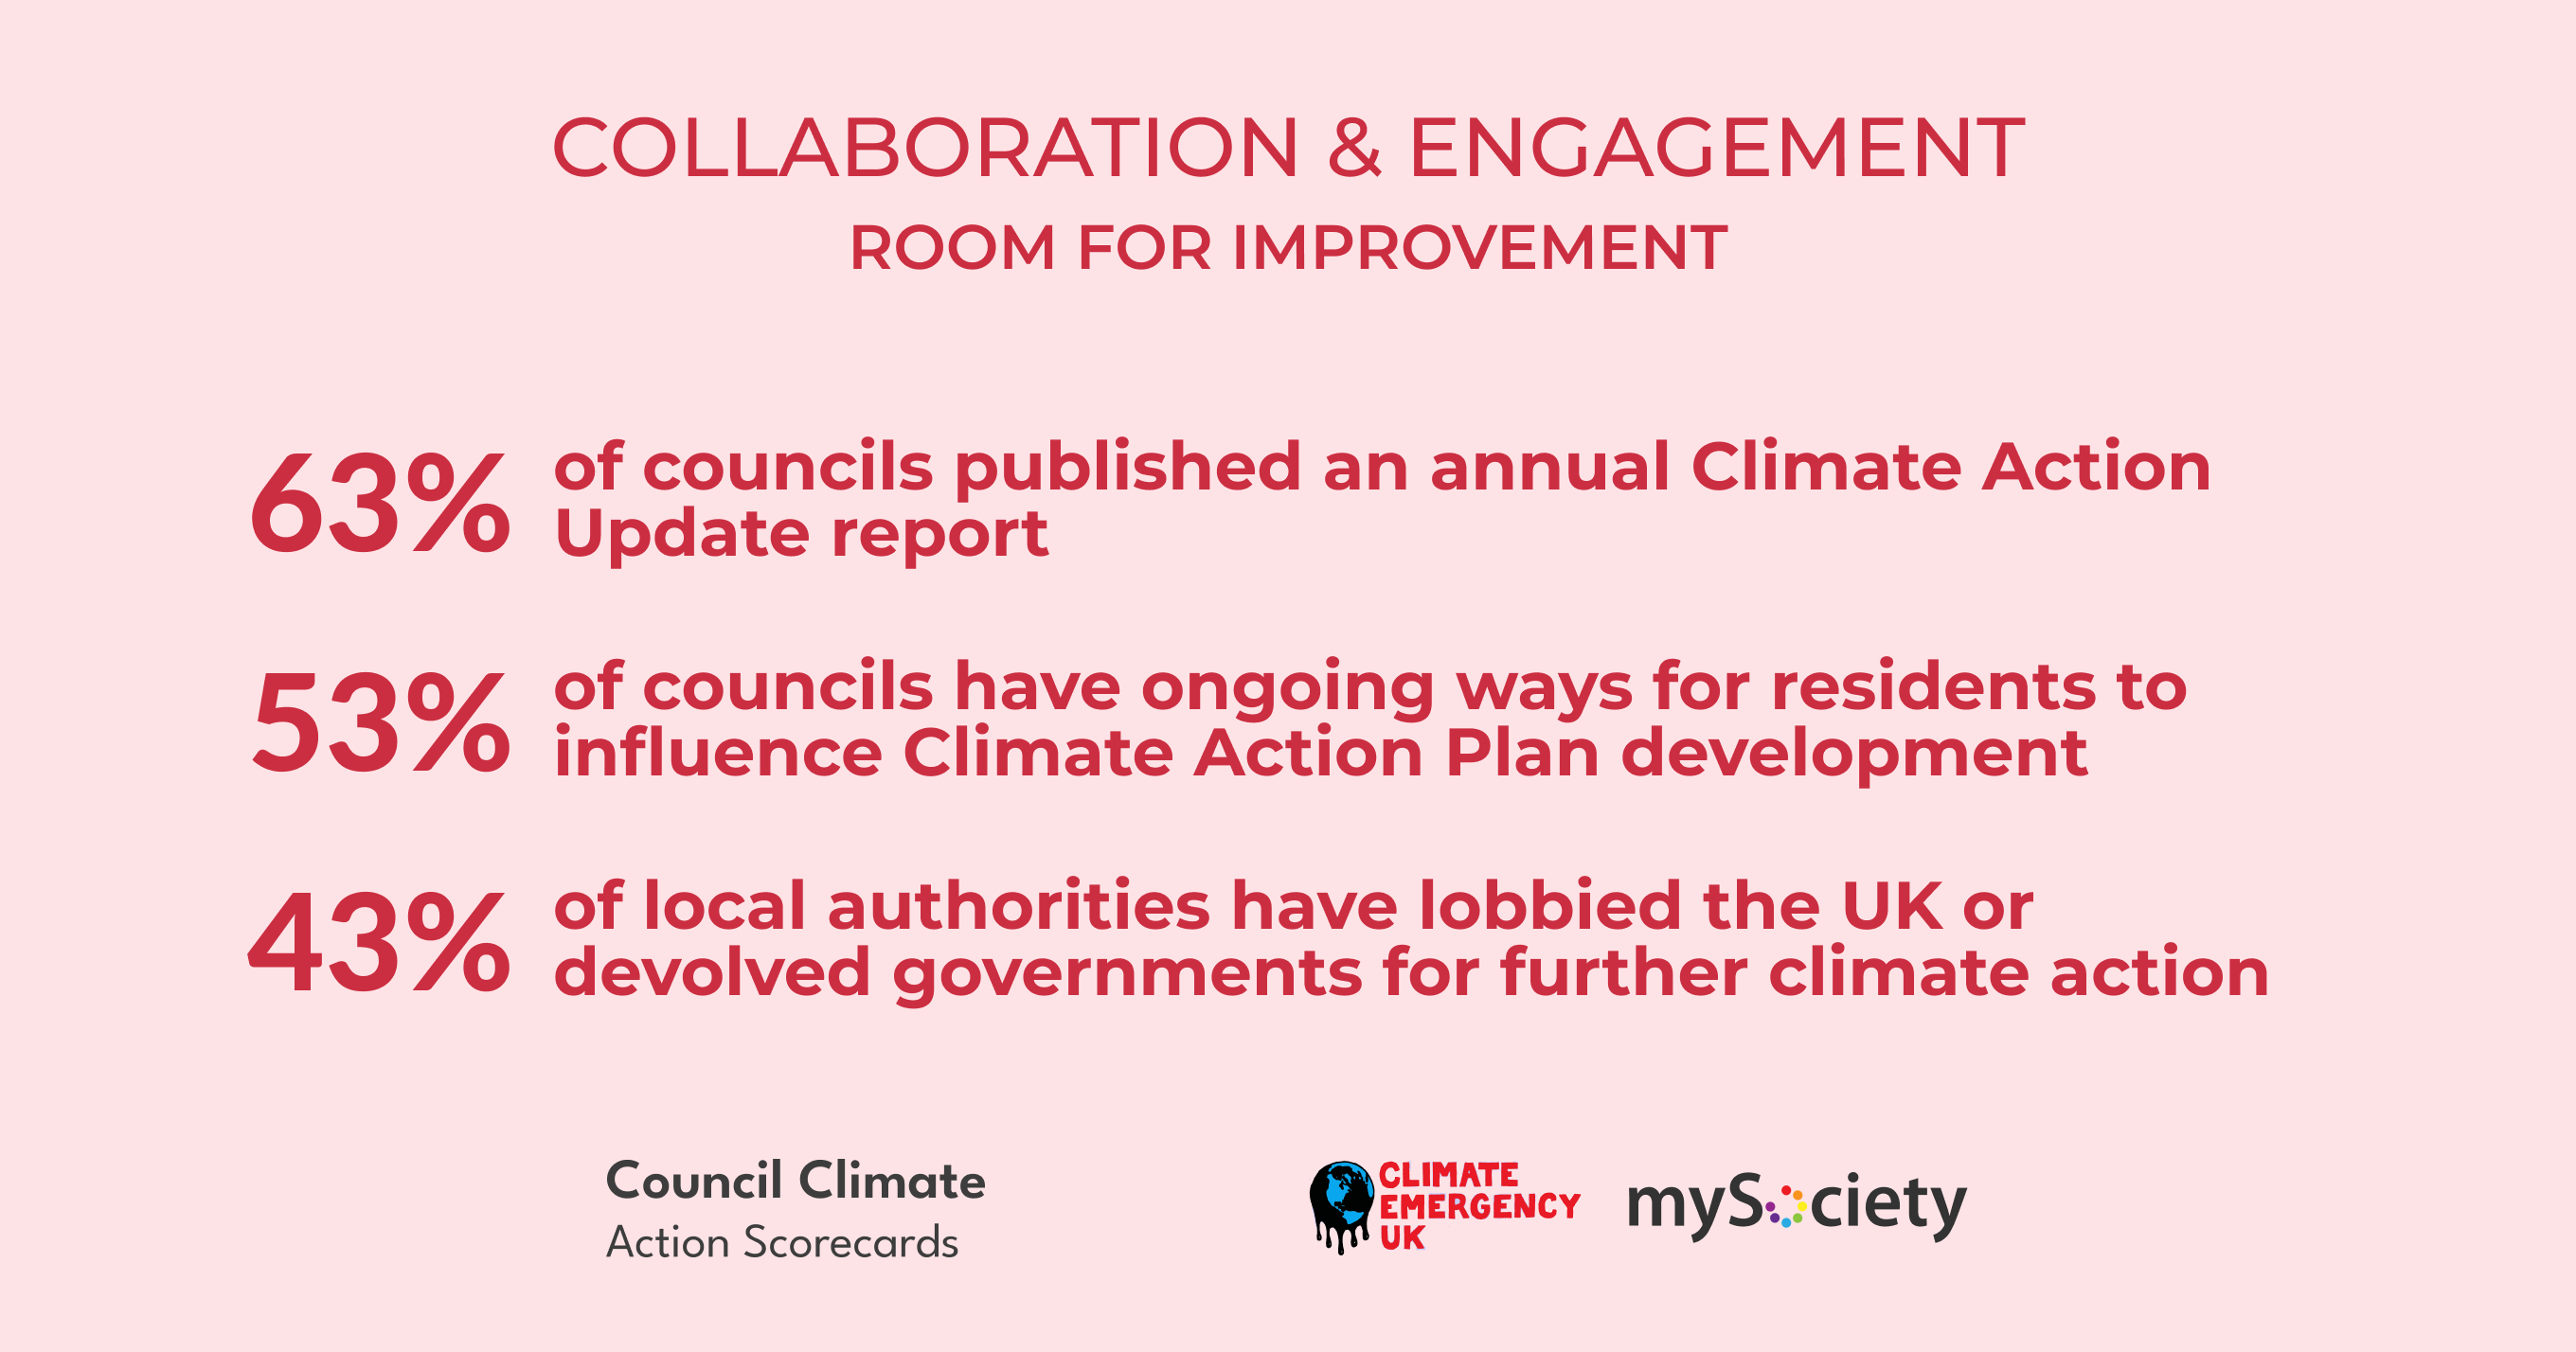 COLLABORATION & ENGAGEMENT
ROOM FOR IMPROVEMENT
63%
of councils published an annual Climate Action
Update report
53%
of councils have ongoing ways for residents to
influence Climate Action Plan development
43%
of local authorities have lobbied the UK or
devolved governments for further climate action
Council Climate
Action Scorecards
CLIMATE
EMERGENCY
UK
mySociety